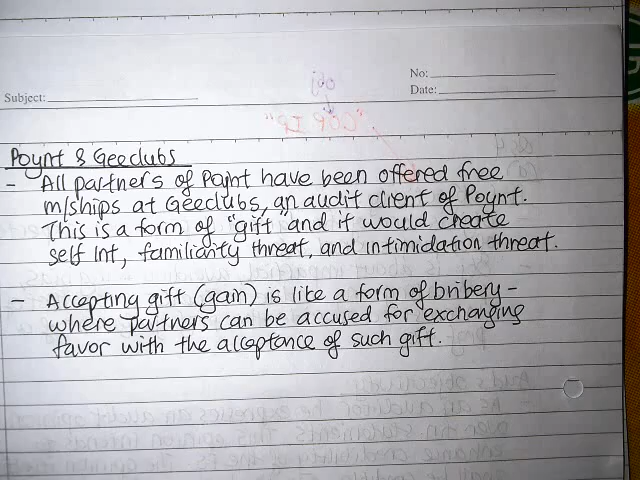 No:
Subject:
Date:
Poynt & Geeclubs
- All partners of Poynt have been offered free
m/ships at Geeclubs, an audit client of Poynt.
This is a form of "gift" and it would create
self Int, familiarity threat, and intimidation threat.
- Accepting gift (gain) is like a form of bribery -
where partners can be accused for exchanging
favor with the acceptance of such gift.